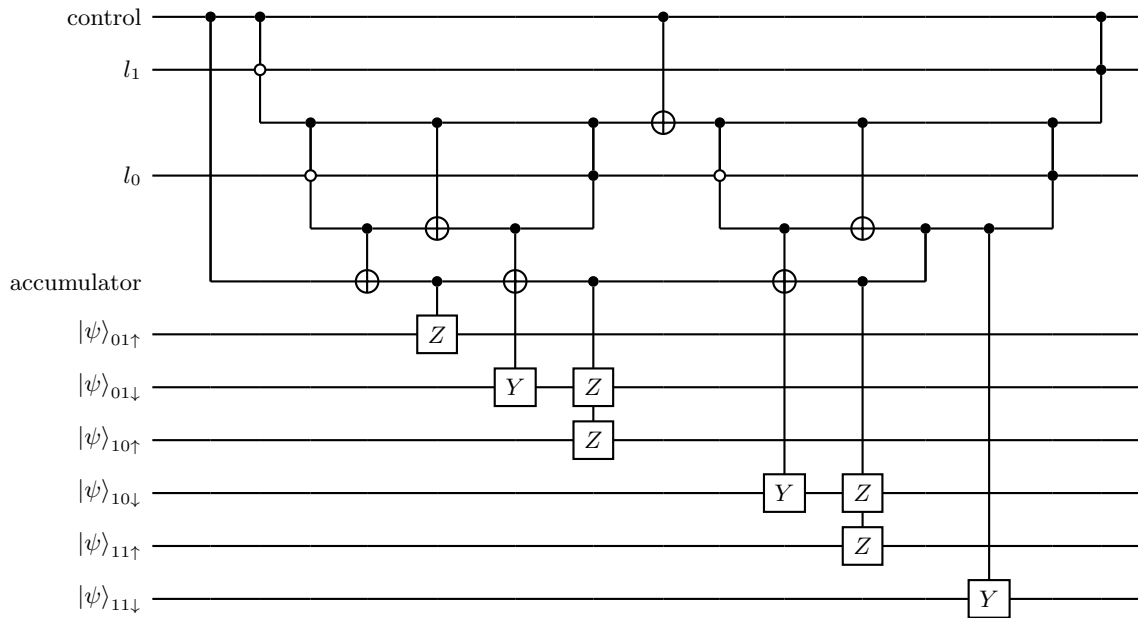 control
l₁
l₀
accumulator
|ψ⟩₀₁↑ Z
|ψ⟩₀₁↓ Y Z
|ψ⟩₁₀↑ Z
|ψ⟩₁₀↓ Y Z
|ψ⟩₁₁↑ Z
|ψ⟩₁₁↓ Y